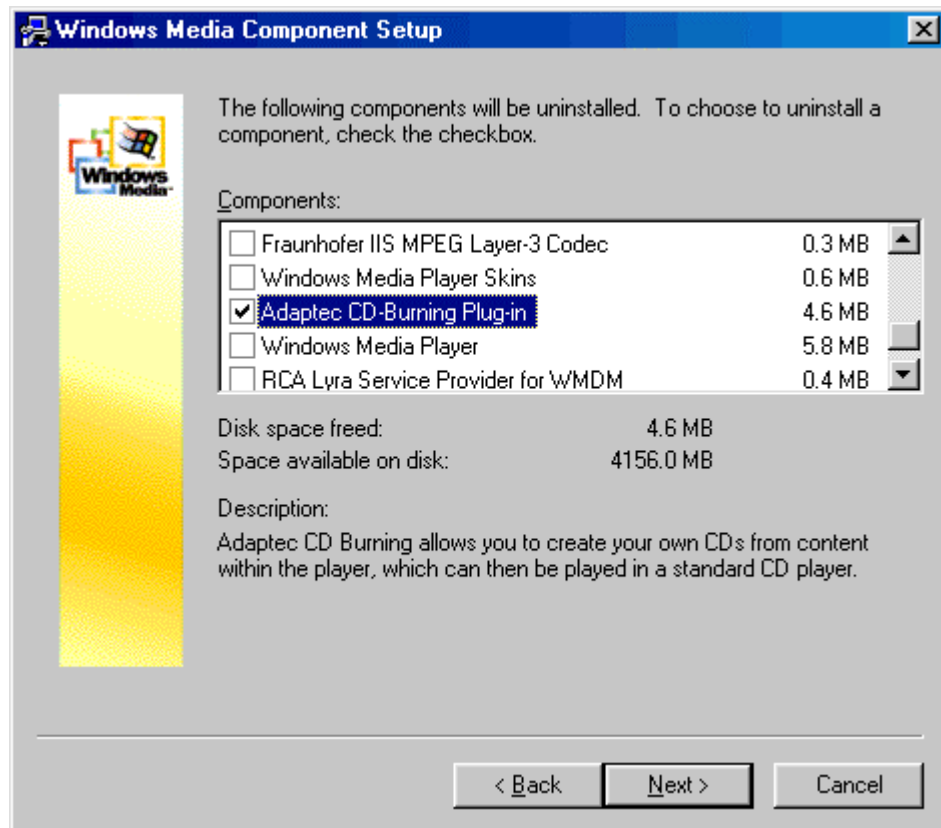 Windows Media Component Setup
Windows
Media
The following components will be uninstalled. To choose to uninstall a
component, check the checkbox.
Components:
Fraunhofer IIS MPEG Layer-3 Codec 0.3 MB
Windows Media Player Skins 0.6 MB
Adaptec CD-Burning Plug-in 4.6 MB
Windows Media Player 5.8 MB
RCA Lyra Service Provider for WMDM 0.4 MB
Disk space freed: 4.6 MB
Space available on disk: 4156.0 MB
Description:
Adaptec CD Burning allows you to create your own CDs from content
within the player, which can then be played in a standard CD player.
< Back Next > Cancel